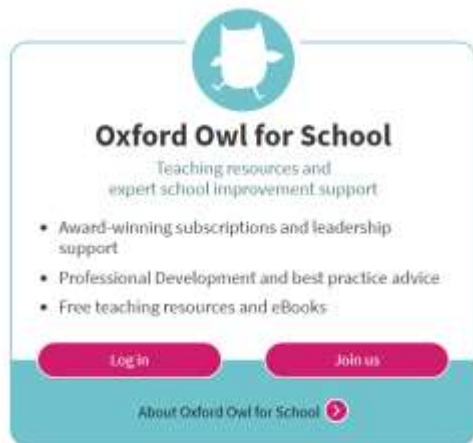 Oxford Owl for School
Teaching resources and
expert school improvement support
• Award-winning subscriptions and leadership
support
• Professional Development and best practice advice
• Free teaching resources and eBooks
Log in
Join us
About Oxford Owl for School